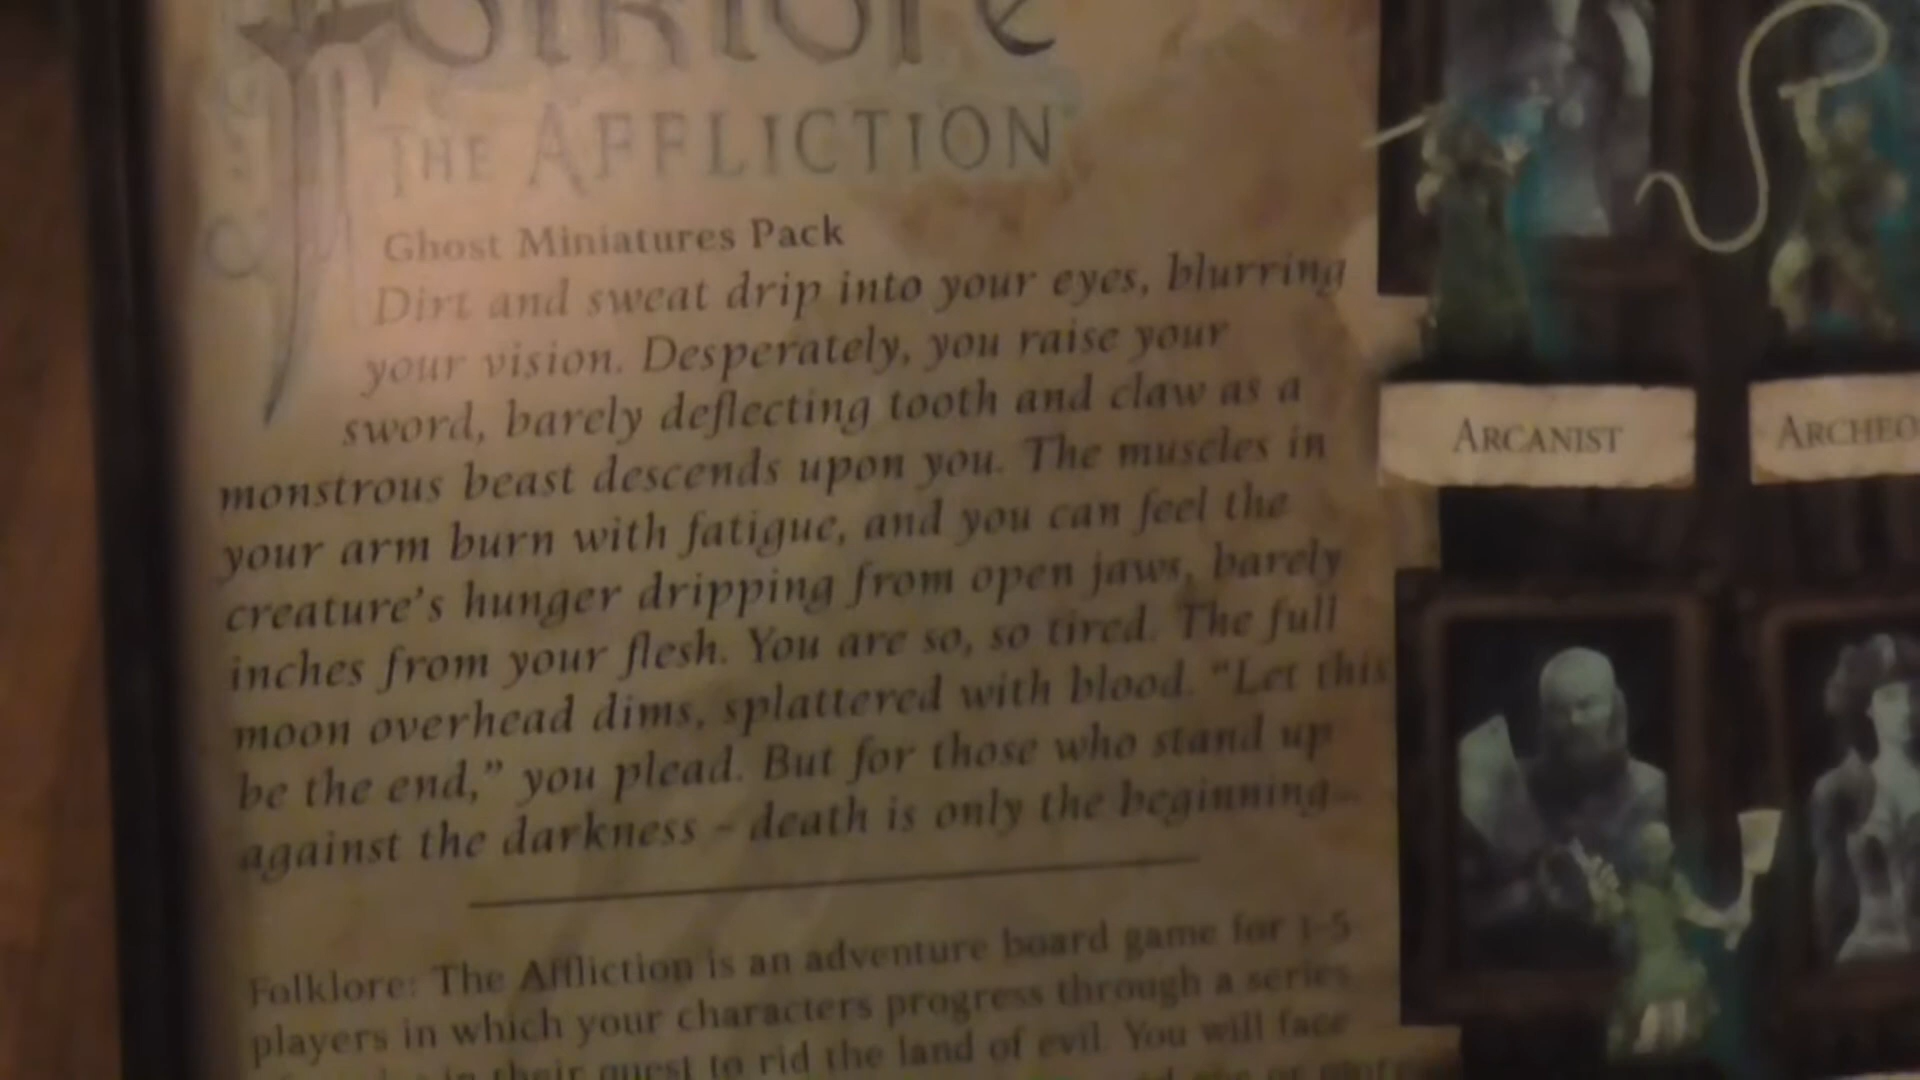 Folklore
THE AFFLICTION
Ghost Miniatures Pack
Dirt and sweat drip into your eyes, blurring
your vision. Desperately, you raise your
sword, barely deflecting tooth and claw as a
monstrous beast descends upon you. The muscles in
your arm burn with fatigue, and you can feel the
creature's hunger dripping from open jaws, barely
inches from your flesh. You are so, so tired. The full
moon overhead dims, splattered with blood. "Let this
be the end," you plead. But for those who stand up
against the darkness – death is only the beginning...
Folklore: The Affliction is an adventure board game for 1-5
players in which your characters progress through a series
in their quest to rid the land of evil. You will face
ARCANIST
ARCHEO